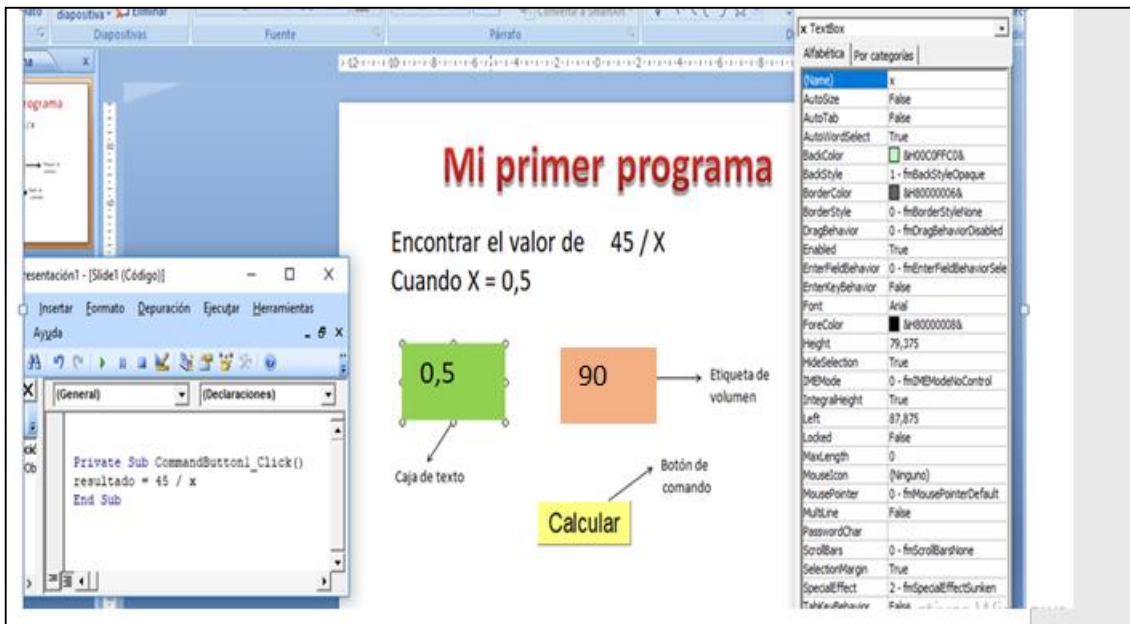 diapositiva
Eliminar
Convertir a SmartArt
Diapositivas
Fuente
Párrafo
Mi primer programa
Encontrar el valor de 45 / X
Cuando X = 0,5
0,5
90
Etiqueta de
volumen
Caja de texto
Botón de
comando
Calcular
[Slide1 (Código)]
Insertar Formato Depuración Ejecutar Herramientas
Ayuda
(General)
(Declaraciones)
Private Sub CommandButton1_Click()
resultado = 45 / x
End Sub
x TextBox
Alfabética Por categorías
(Name) x
AutoSize False
AutoTab False
AutoWordSelect True
BackColor &H00C0FFC0&
BackStyle 1 - fmBackStyleOpaque
BorderColor &H80000006&
BorderStyle 0 - fmBorderStyleNone
DragBehavior 0 - fmDragBehaviorDisabled
Enabled True
EnterFieldBehavior 0 - fmEnterFieldBehaviorSele
EnterKeyBehavior False
Font Arial
ForeColor &H80000008&
Height 79,375
HideSelection True
IMEMode 0 - fmIMEModeNoControl
IntegralHeight True
Left 87,875
Locked False
MaxLength 0
MouseIcon (Ninguno)
MousePointer 0 - fmMousePointerDefault
MultiLine False
PasswordChar
ScrollBars 0 - fmScrollBarsNone
SelectionMargin True
SpecialEffect 2 - fmSpecialEffectSunken
TabKeyBehavior False